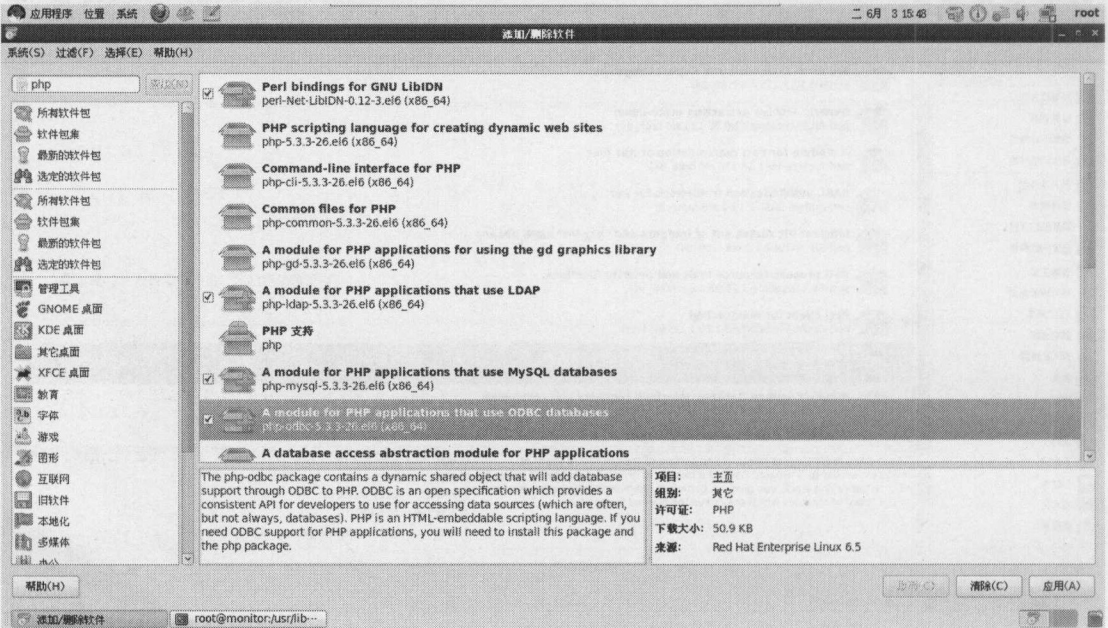 应用程序 位置 系统 二 6月 3 15:48 root
添加/删除软件
系统(S) 过滤(F) 选择(E) 帮助(H)
php 查找(N)
所有软件包
软件包集
最新的软件包
选定的软件包
所有软件包
软件包集
最新的软件包
选定的软件包
管理工具
GNOME 桌面
KDE 桌面
其它桌面
XFCE 桌面
教育
字体
游戏
图形
互联网
旧软件
本地化
多媒体
办公
Perl bindings for GNU LibIDN
perl-Net-LibIDN-0.12-3.el6 (x86_64)
PHP scripting language for creating dynamic web sites
php-5.3.3-26.el6 (x86_64)
Command-line interface for PHP
php-cli-5.3.3-26.el6 (x86_64)
Common files for PHP
php-common-5.3.3-26.el6 (x86_64)
A module for PHP applications for using the gd graphics library
php-gd-5.3.3-26.el6 (x86_64)
A module for PHP applications that use LDAP
php-ldap-5.3.3-26.el6 (x86_64)
PHP 支持
php
A module for PHP applications that use MySQL databases
php-mysql-5.3.3-26.el6 (x86_64)
A module for PHP applications that use ODBC databases
php-odbc-5.3.3-26.el6 (x86_64)
A database access abstraction module for PHP applications
The php-odbc package contains a dynamic shared object that will add database
support through ODBC to PHP. ODBC is an open specification which provides a
consistent API for developers to use for accessing data sources (which are often,
but not always, databases). PHP is an HTML-embeddable scripting language. If you
need ODBC support for PHP applications, you will need to install this package and
the php package.
项目: 主页
组别: 其它
许可证: PHP
下载大小: 50.9 KB
来源: Red Hat Enterprise Linux 6.5
帮助(H) 取消(C) 清除(C) 应用(A)
添加/删除软件 root@monitor:/usr/lib···